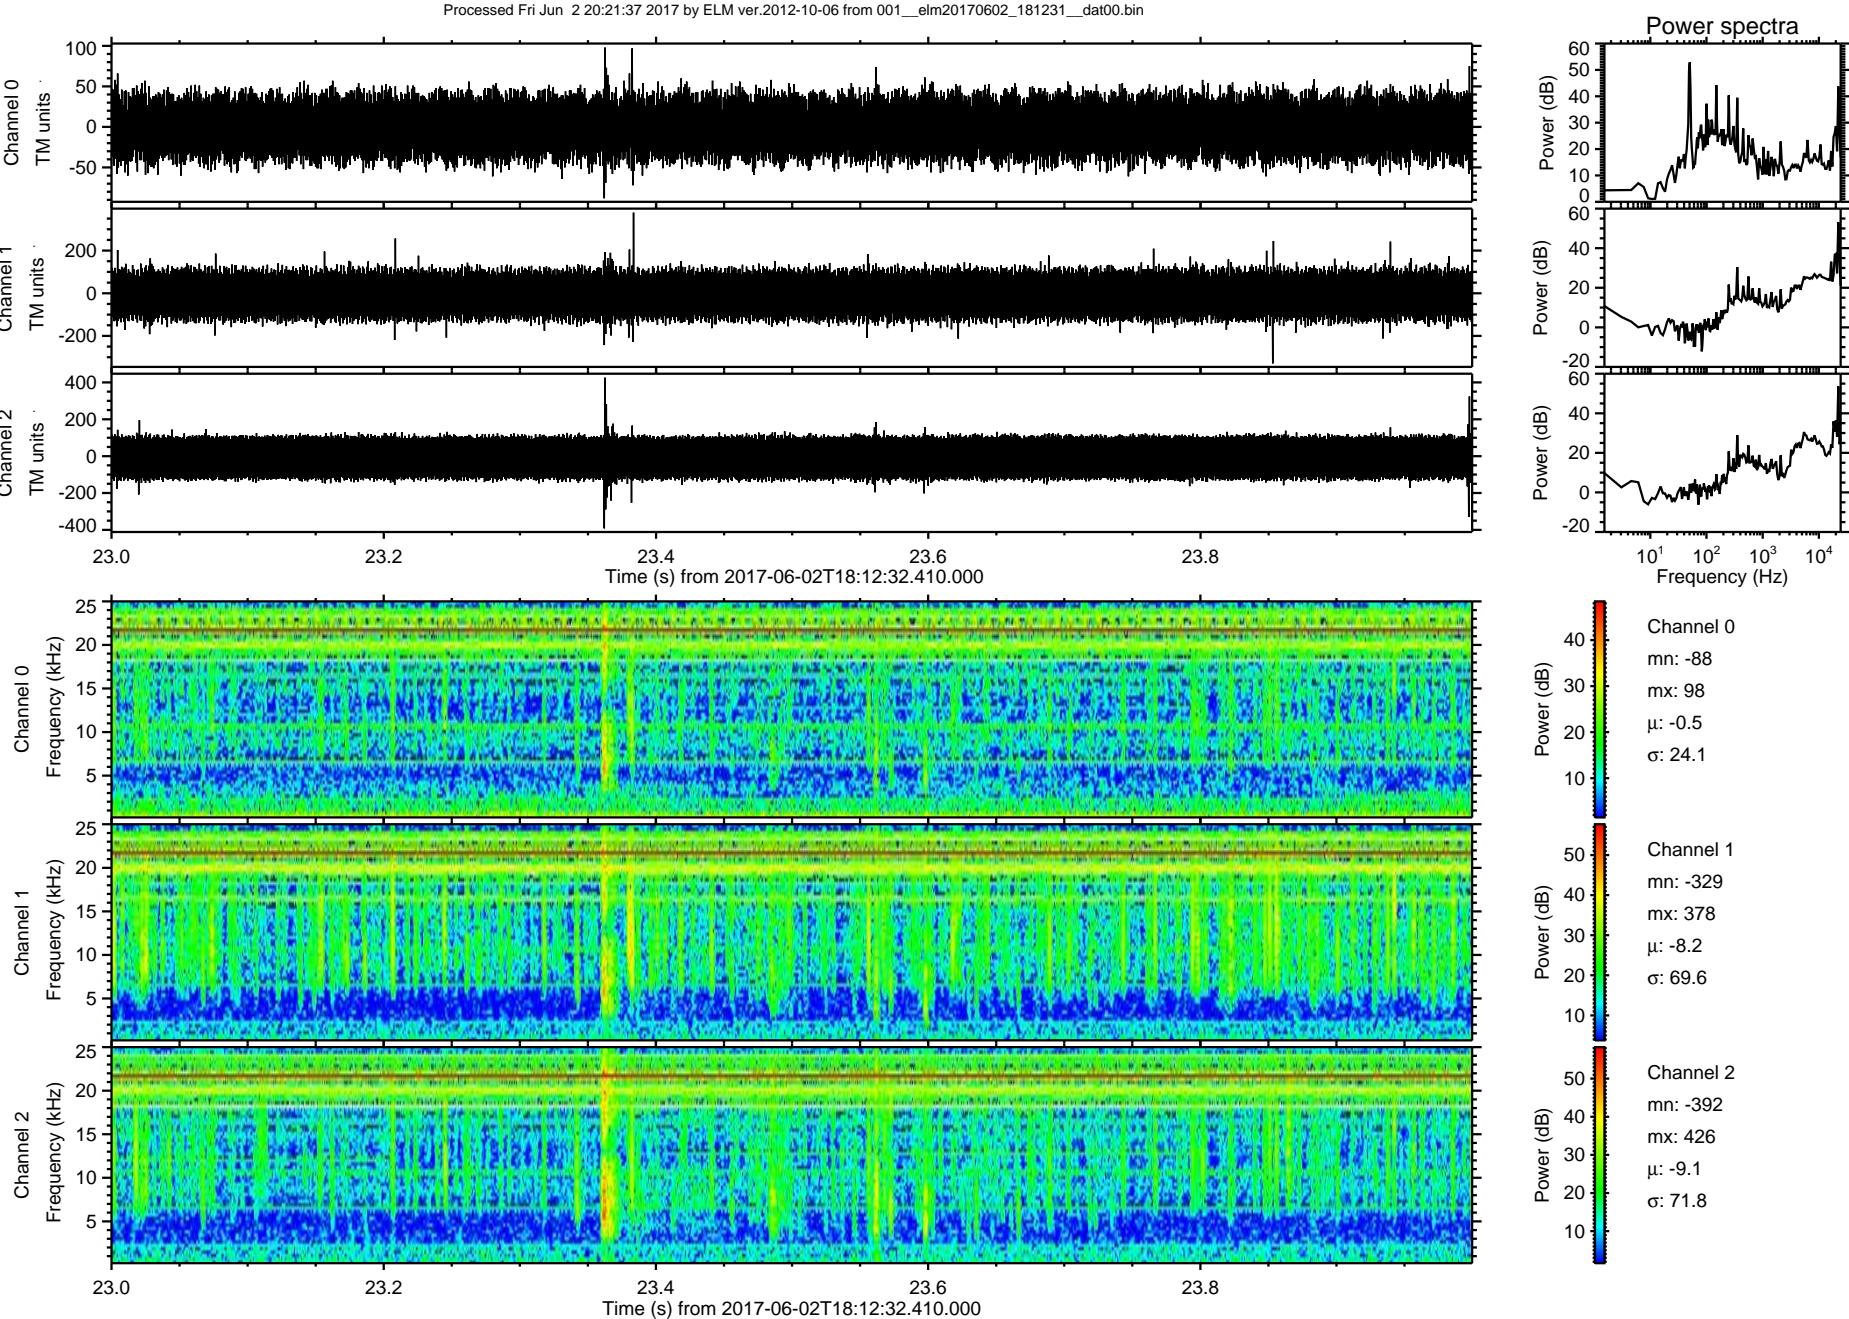 Processed Fri Jun  2 20:21:37 2017 by ELM ver.2012-10-06 from 001__elm20170602_181231__dat00.bin
Power spectra
Channel 0
TM units
100
50
0
-50
Power (dB)
60
50
40
30
20
10
0
Channel 1
TM units
200
0
-200
Power (dB)
60
40
20
0
-20
Channel 2
TM units
400
200
0
-200
-400
Power (dB)
60
40
20
0
-20
23.0 23.2 23.4 23.6 23.8
Time (s) from 2017-06-02T18:12:32.410.000
10¹ 10² 10³ 10⁴
Frequency (Hz)
Channel 0
Frequency (kHz)
25
20
15
10
5
Power (dB)
40
30
20
10
Channel 0
mn: -88
mx: 98
μ: -0.5
σ: 24.1
Channel 1
Frequency (kHz)
25
20
15
10
5
Power (dB)
50
40
30
20
10
Channel 1
mn: -329
mx: 378
μ: -8.2
σ: 69.6
Channel 2
Frequency (kHz)
25
20
15
10
5
Power (dB)
50
40
30
20
10
Channel 2
mn: -392
mx: 426
μ: -9.1
σ: 71.8
23.0 23.2 23.4 23.6 23.8
Time (s) from 2017-06-02T18:12:32.410.000